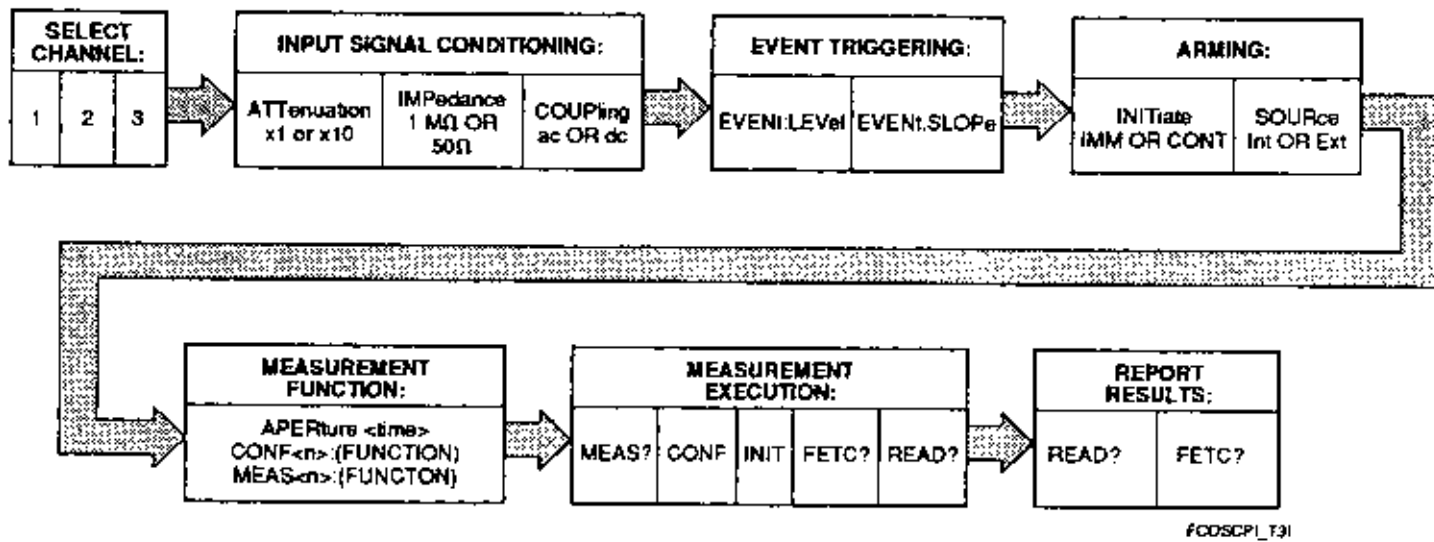 SELECT
CHANNEL:
1 2 3
INPUT SIGNAL CONDITIONING:
ATTenuation
x1 or x10
IMPedance
1 MΩ OR
50Ω
COUPling
ac OR dc
EVENT TRIGGERING:
EVENt:LEVel
EVENt.SLOPe
ARMING:
INITiate
iMM OR CONT
SOURce
Int OR Ext
MEASUREMENT
FUNCTION:
APERture <time>
CONF<n>:(FUNCTION)
MEAS<n>:(FUNCTON)
MEASUREMENT
EXECUTION:
MEAS? CONF INIT FETC? READ?
REPORT
RESULTS:
READ? FETC?